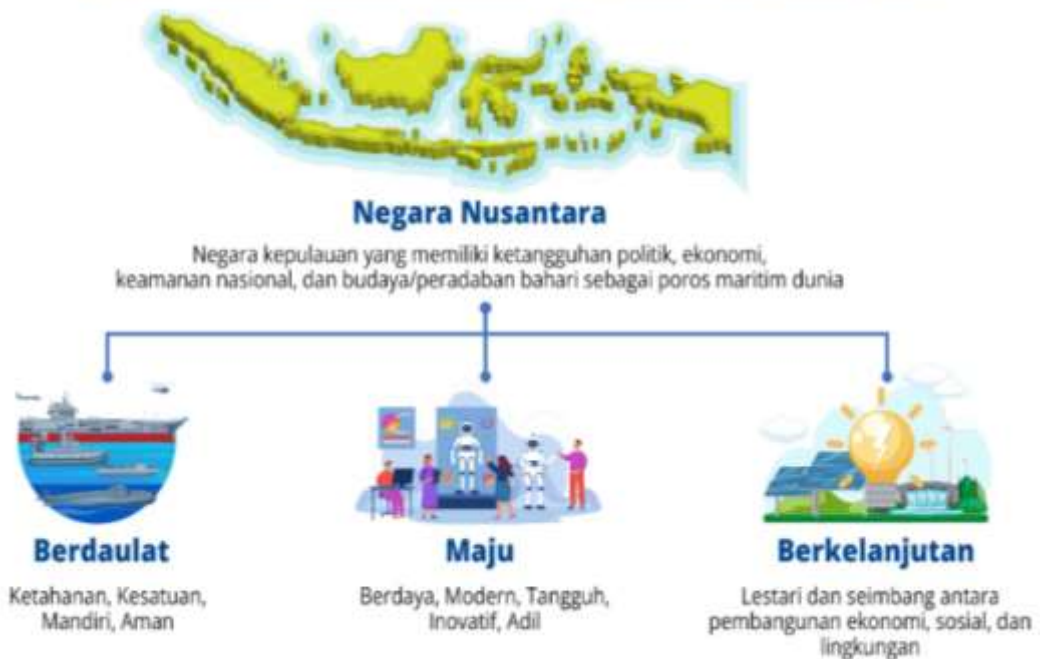 Negara Nusantara
Negara kepulauan yang memiliki ketangguhan politik, ekonomi,
keamanan nasional, dan budaya/peradaban bahari sebagai poros maritim dunia
Berdaulat
Ketahanan, Kesatuan,
Mandiri, Aman
Maju
Berdaya, Modern, Tangguh,
Inovatif, Adil
Berkelanjutan
Lestari dan seimbang antara
pembangunan ekonomi, sosial, dan
lingkungan